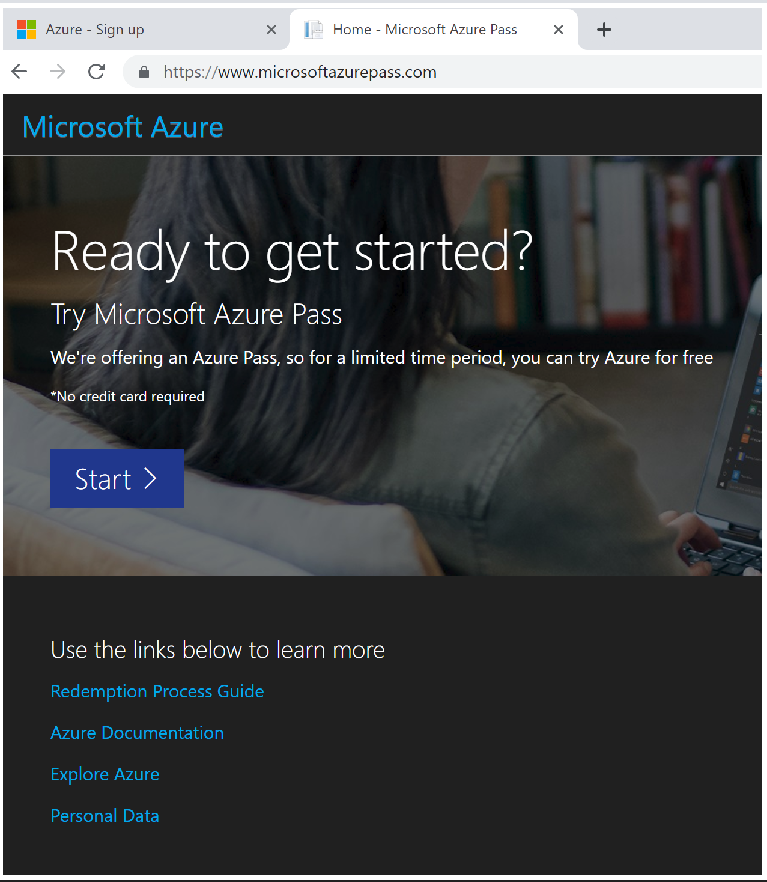 Azure - Sign up
Home - Microsoft Azure Pass
https://www.microsoftazurepass.com
Microsoft Azure
Ready to get started?
Try Microsoft Azure Pass
We're offering an Azure Pass, so for a limited time period, you can try Azure for free
*No credit card required
Start
Use the links below to learn more
Redemption Process Guide
Azure Documentation
Explore Azure
Personal Data